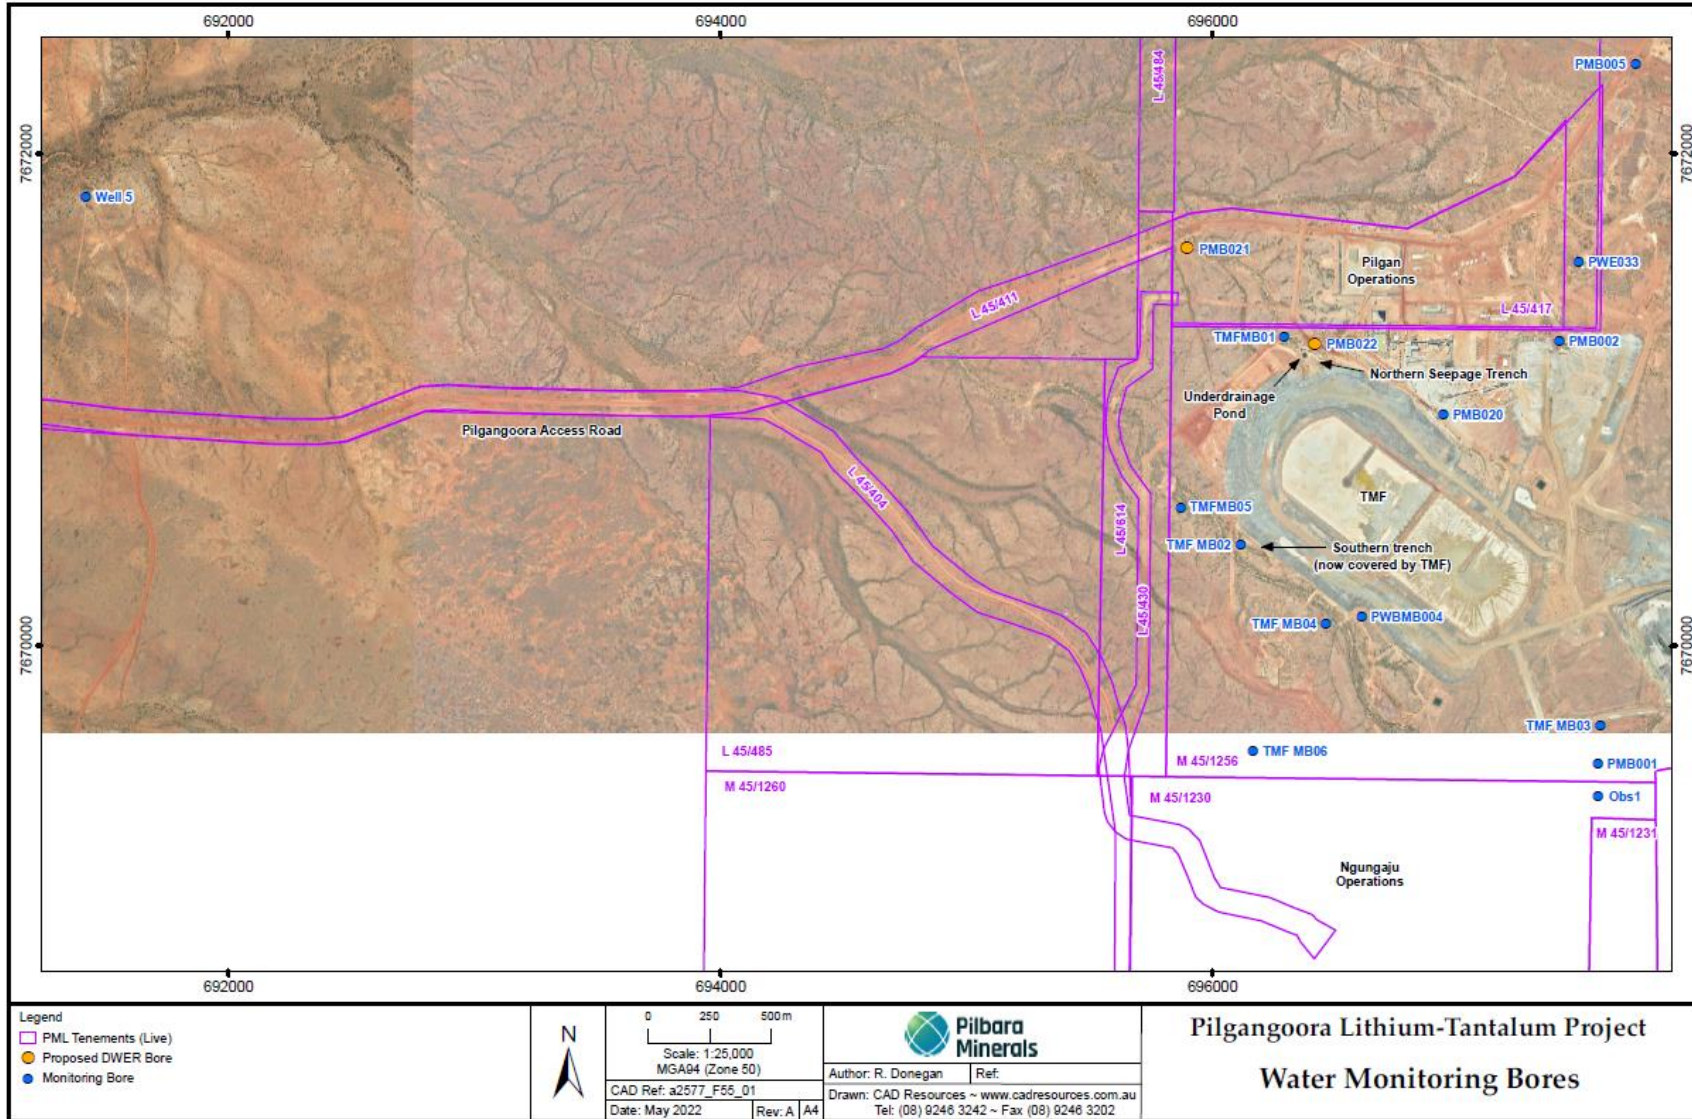 692000
694000
696000
7672000
7672000
7670000
7670000
L 45/484
PMB005
Well 5
PMB021
Pilgan
Operations
PWE033
L 45/411
L 45/417
TMFMB01
PMB022
PMB002
Northern Seepage Trench
Underdrainage
Pond
PMB020
Pilgangoora Access Road
L 45/404
TMF
TMFMB05
L 45/614
TMF MB02
Southern trench
(now covered by TMF)
L 45/430
TMF MB04
PWBMB004
TMF MB03
L 45/485
M 45/1256
TMF MB06
PMB001
M 45/1260
M 45/1230
Obs1
M 45/1231
Ngungaju
Operations
692000
694000
696000
Legend
PML Tenements (Live)
Proposed DWER Bore
Monitoring Bore
N
0 250 500m
Scale: 1:25,000
MGA94 (Zone 50)
CAD Ref: a2577_F55_01
Date: May 2022 Rev: A A4
Pilbara
Minerals
Author: R. Donegan Ref:
Drawn: CAD Resources ~ www.cadresources.com.au
Tel: (08) 9246 3242 ~ Fax (08) 9246 3202
Pilgangoora Lithium-Tantalum Project
Water Monitoring Bores